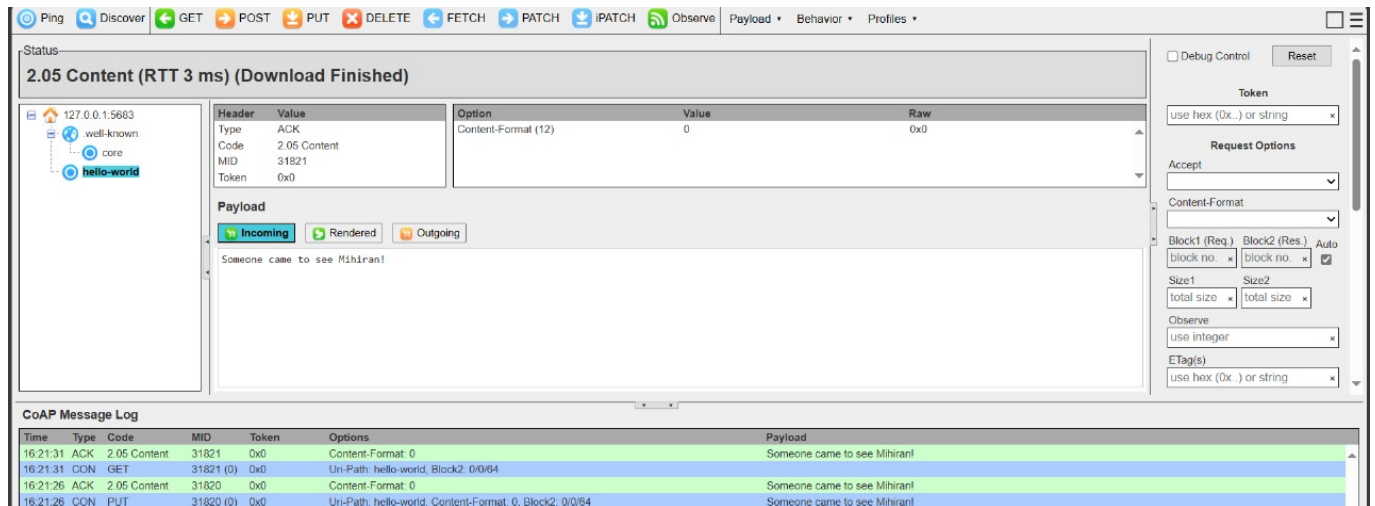 Ping Discover GET POST PUT DELETE FETCH PATCH iPATCH Observe Payload Behavior Profiles
Status
2.05 Content (RTT 3 ms) (Download Finished)
127.0.0.1:5683
.well-known
core
hello-world
Header Value
Type ACK
Code 2.05 Content
MID 31821
Token 0x0
Option Value Raw
Content-Format (12) 0 0x0
Payload
Incoming Rendered Outgoing
Someone came to see Mihiran!
Debug Control Reset
Token
use hex (0x..) or string ×
Request Options
Accept
Content-Format
Block1 (Req.) Block2 (Res.) Auto
block no. × block no. ×
Size1 Size2
total size × total size ×
Observe
use integer ×
ETag(s)
use hex (0x..) or string ×
CoAP Message Log
Time Type Code MID Token Options Payload
16:21:31 ACK 2.05 Content 31821 0x0 Content-Format: 0 Someone came to see Mihiran!
16:21:31 CON GET 31821 (0) 0x0 Uri-Path: hello-world, Block2: 0/0/64
16:21:26 ACK 2.05 Content 31820 0x0 Content-Format: 0 Someone came to see Mihiran!
16:21:26 CON PUT 31820 (0) 0x0 Uri-Path: hello-world, Content-Format: 0, Block2: 0/0/64 Someone came to see Mihiran!